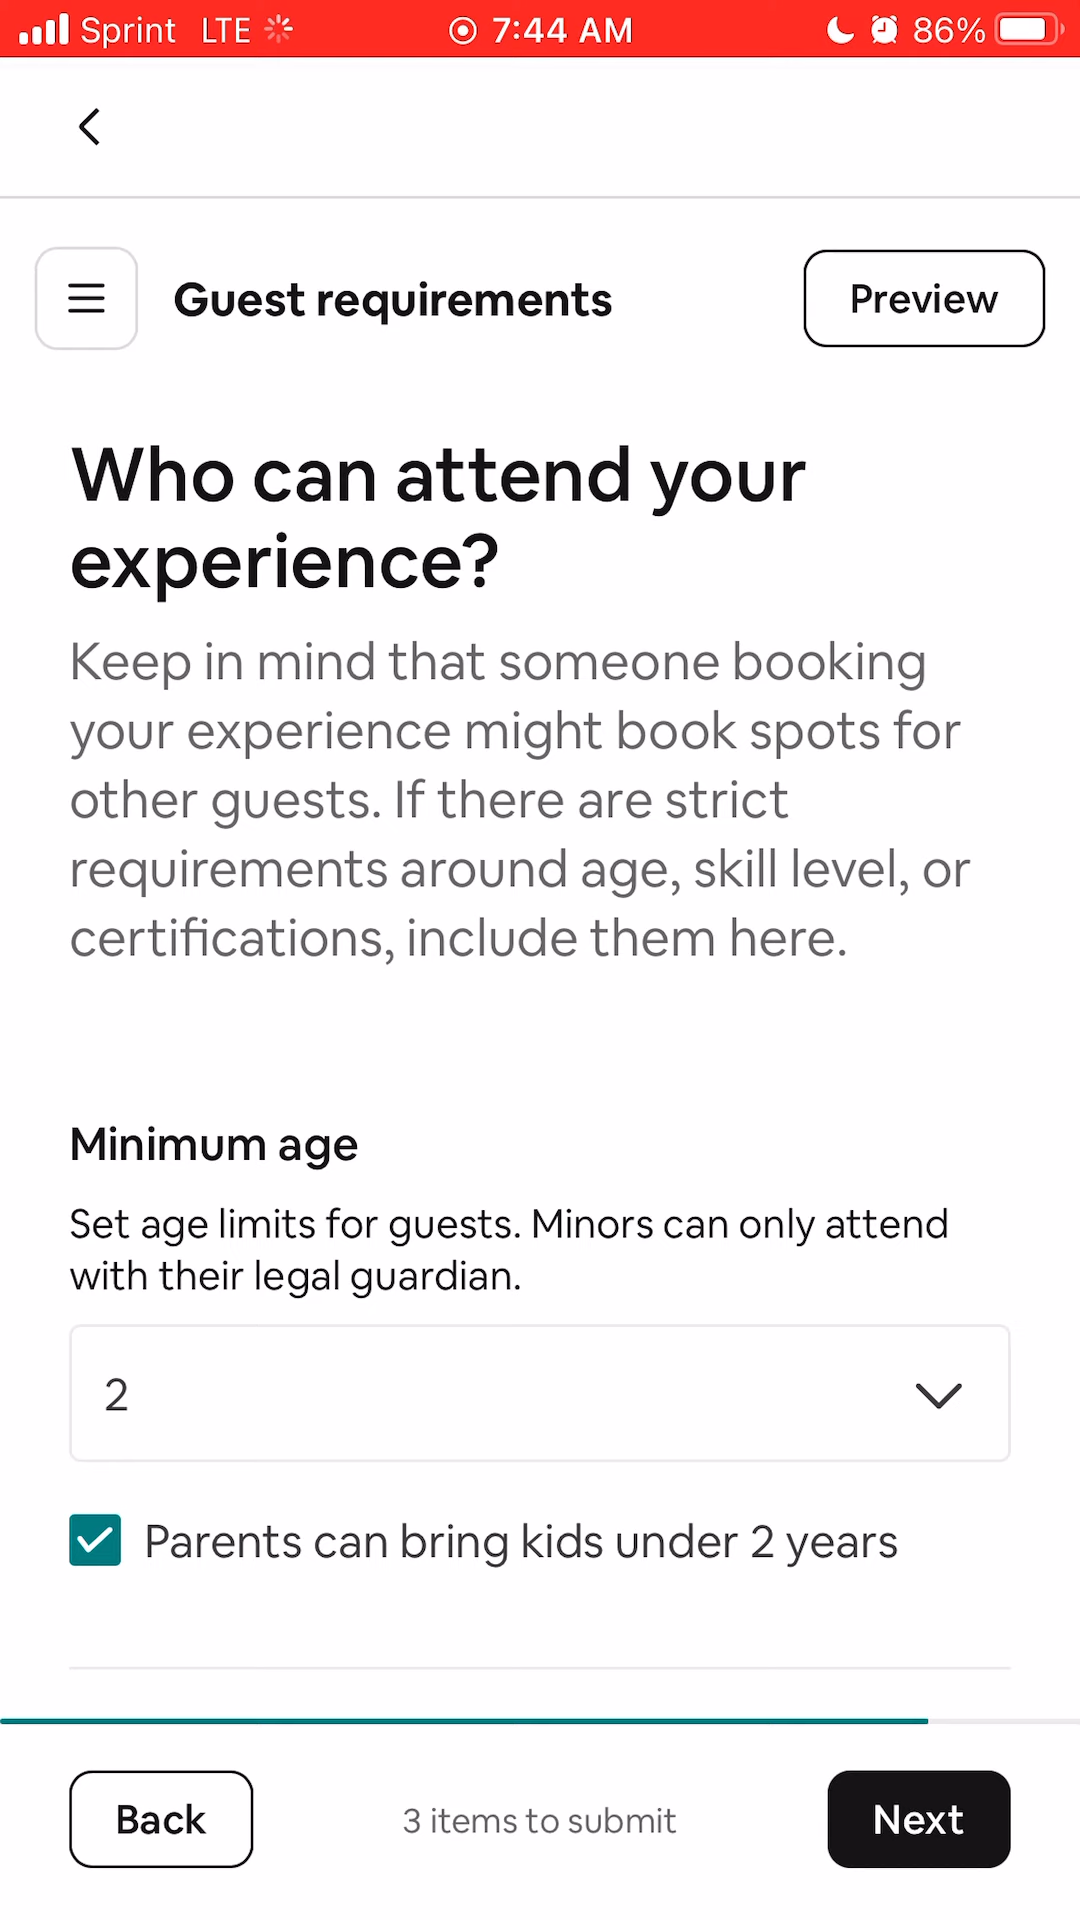 Sprint LTE 7:44 AM 86%
Guest requirements
Preview
Who can attend your
experience?
Keep in mind that someone booking
your experience might book spots for
other guests. If there are strict
requirements around age, skill level, or
certifications, include them here.
Minimum age
Set age limits for guests. Minors can only attend
with their legal guardian.
2
Parents can bring kids under 2 years
Back
3 items to submit
Next